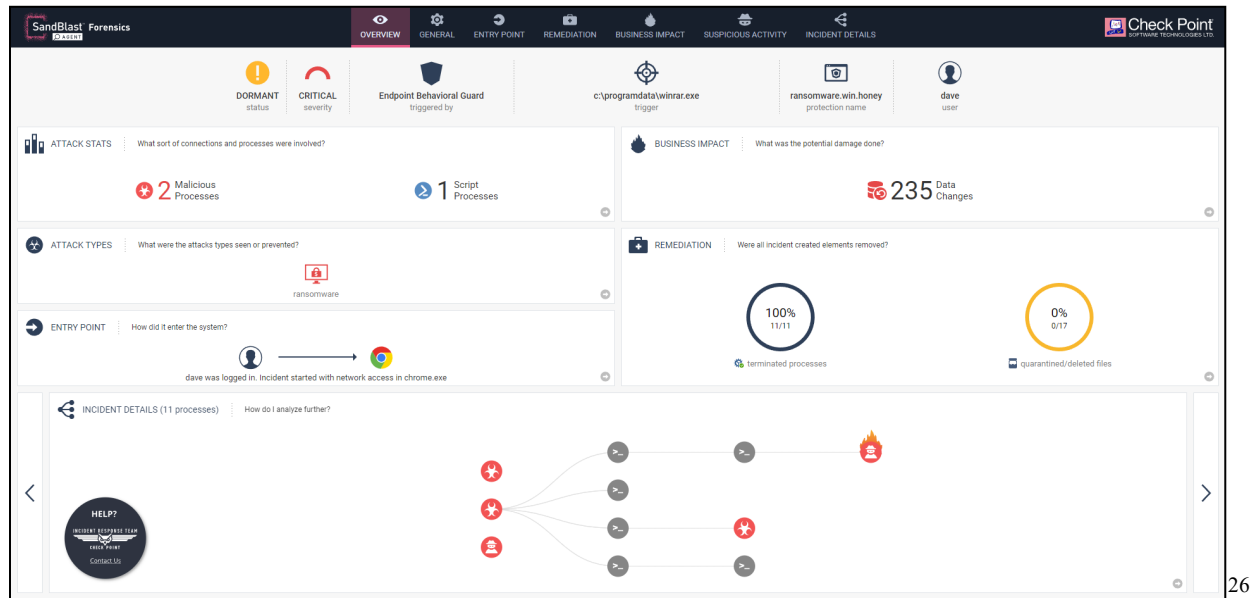 SandBlast Forensics
AGENT
OVERVIEW
GENERAL
ENTRY POINT
REMEDIATION
BUSINESS IMPACT
SUSPICIOUS ACTIVITY
INCIDENT DETAILS
Check Point
SOFTWARE TECHNOLOGIES LTD.
DORMANT
status
CRITICAL
severity
Endpoint Behavioral Guard
triggered by
c:\programdata\winrar.exe
trigger
ransomware.win.honey
protection name
dave
user
ATTACK STATS
What sort of connections and processes were involved?
2 Malicious
Processes
1 Script
Processes
BUSINESS IMPACT
What was the potential damage done?
235 Data
Changes
ATTACK TYPES
What were the attacks types seen or prevented?
ransomware
REMEDIATION
Were all incident created elements removed?
100%
11/11
terminated processes
0%
0/17
quarantined/deleted files
ENTRY POINT
How did it enter the system?
dave was logged in. Incident started with network access in chrome.exe
INCIDENT DETAILS (11 processes)
How do I analyze further?
HELP?
INCIDENT RESPONSE TEAM
CHECK POINT
Contact Us
26